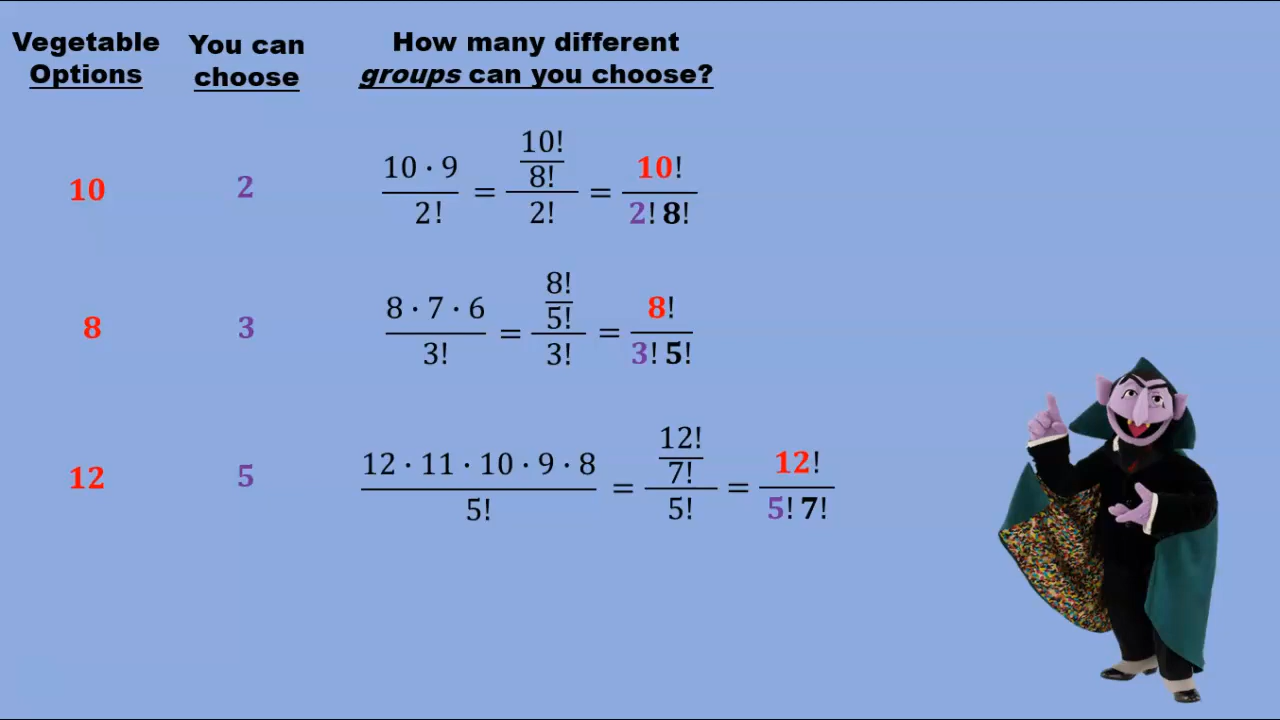 Vegetable Options
You can choose
How many different groups can you choose?
10 2 10 · 9 / 2! = (10! / 8!) / 2! = 10! / 2! 8!
8 3 8 · 7 · 6 / 3! = (8! / 5!) / 3! = 8! / 3! 5!
12 5 12 · 11 · 10 · 9 · 8 / 5! = (12! / 7!) / 5! = 12! / 5! 7!